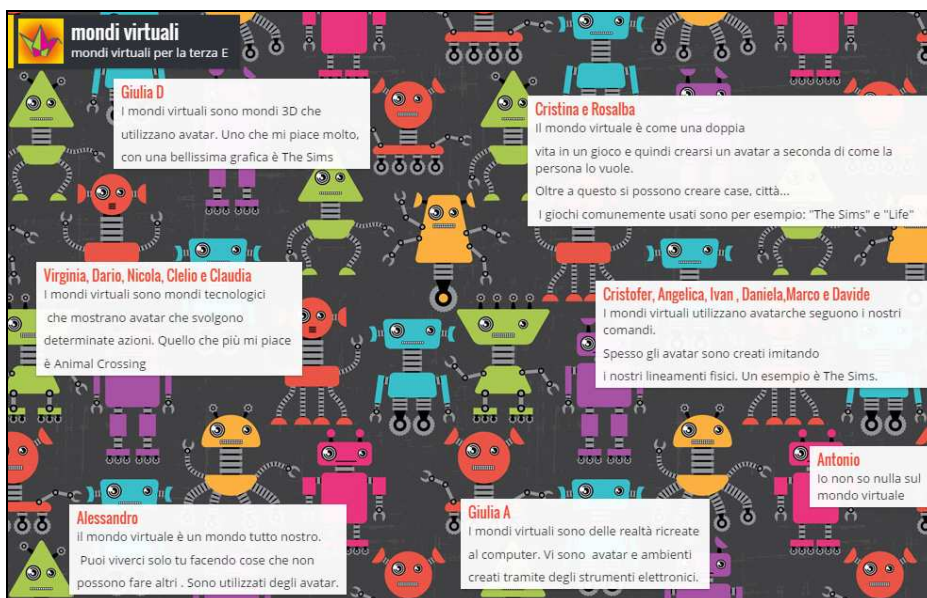 mondi virtuali
mondi virtuali per la terza E
Giulia D
I mondi virtuali sono mondi 3D che
utilizzano avatar. Uno che mi piace molto,
con una bellissima grafica è The Sims
Cristina e Rosalba
Il mondo virtuale è come una doppia
vita in un gioco e quindi crearsi un avatar a seconda di come la
persona lo vuole.
Oltre a questo si possono creare case, città...
I giochi comunemente usati sono per esempio: "The Sims" e "Life"
Virginia, Dario, Nicola, Clelio e Claudia
I mondi virtuali sono mondi tecnologici
che mostrano avatar che svolgono
determinate azioni. Quello che più mi piace
è Animal Crossing
Cristofer, Angelica, Ivan , Daniela,Marco e Davide
I mondi virtuali utilizzano avatarche seguono i nostri
comandi.
Spesso gli avatar sono creati imitando
i nostri lineamenti fisici. Un esempio è The Sims.
Antonio
Io non so nulla sul
mondo virtuale
Alessandro
il mondo virtuale è un mondo tutto nostro.
Puoi viverci solo tu facendo cose che non
possono fare altri . Sono utilizzati degli avatar.
Giulia A
I mondi virtuali sono delle realtà ricreate
al computer. Vi sono avatar e ambienti
creati tramite degli strumenti elettronici.